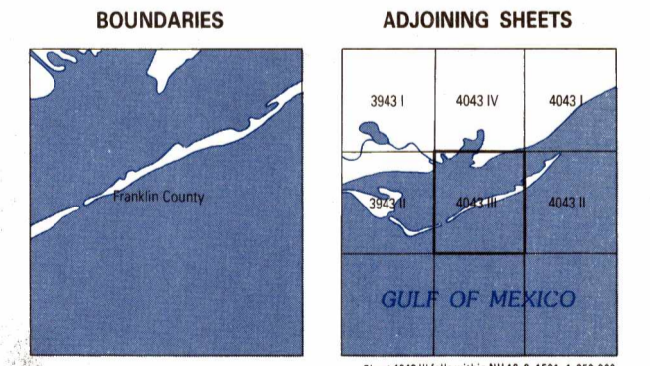 BOUNDARIES
Franklin County
ADJOINING SHEETS
3943 I
4043 IV
4043 I
3943 II
4043 III
4043 II
GULF OF MEXICO